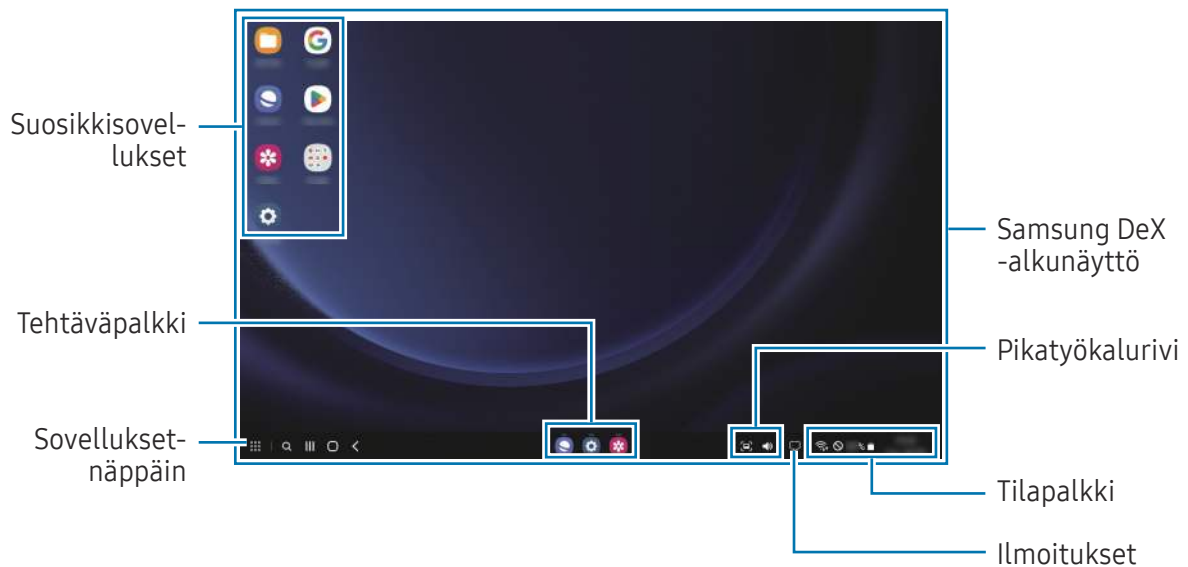 Suosikkisovel-
lukset
Tehtäväpalkki
Sovellukset-
näppäin
Samsung DeX
-alkunäyttö
Pikatyökalurivi
Tilapalkki
Ilmoitukset